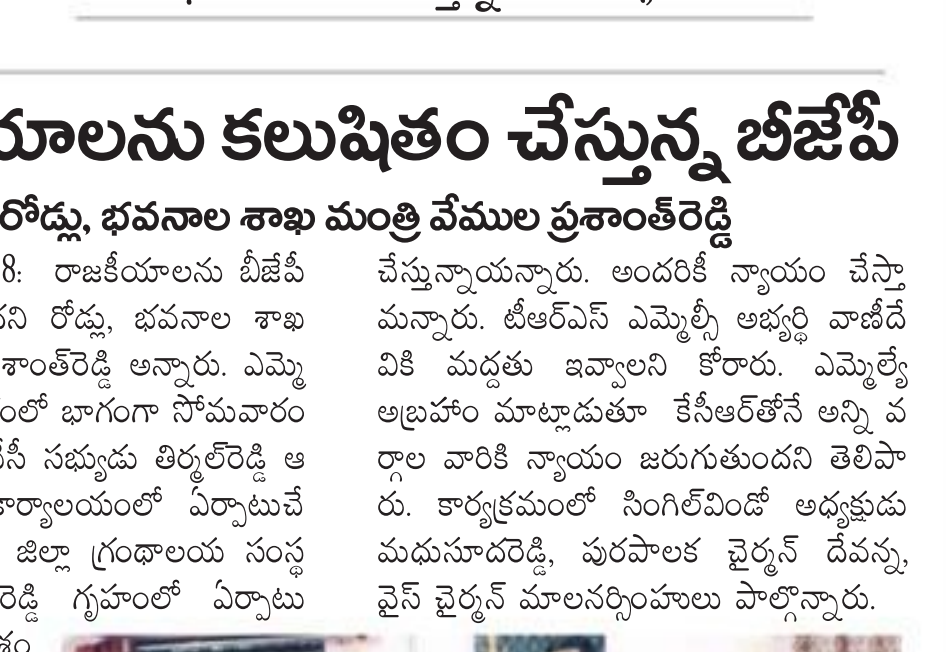 యాలను కలుషితం చేస్తున్న బీజేపీ
రోడ్లు, భవనాల శాఖ మంత్రి వేముల ప్రశాంత్‌రెడ్డి
8: రాజకీయాలను బీజేపీ
దని రోడ్లు, భవనాల శాఖ
శాంత్‌రెడ్డి అన్నారు. ఎమ్మె
ంలో భాగంగా సోమవారం
పీసీ సభ్యుడు తిర్మల్‌రెడ్డి ఆ
కార్యాలయంలో ఏర్పాటుచే
జిల్లా గ్రంథాలయ సంస్థ
రెడ్డి గృహంలో ఏర్పాటు
శం
చేస్తున్నాయన్నారు. అందరికీ న్యాయం చేస్తా
మన్నారు. టీఆర్ఎస్ ఎమ్మెల్సీ అభ్యర్థి వాణీదే
వికి మద్దతు ఇవ్వాలని కోరారు. ఎమ్మెల్యే
అబ్రహాం మాట్లాడుతూ కేసీఆర్‌తోనే అన్ని వ
ర్గాల వారికి న్యాయం జరుగుతుందని తెలిపా
రు. కార్యక్రమంలో సింగిల్‌విండో అధ్యక్షుడు
మధుసూదరెడ్డి, పురపాలక చైర్మన్ దేవన్న,
వైస్ చైర్మన్ మాలనర్సింహులు పాల్గొన్నారు.